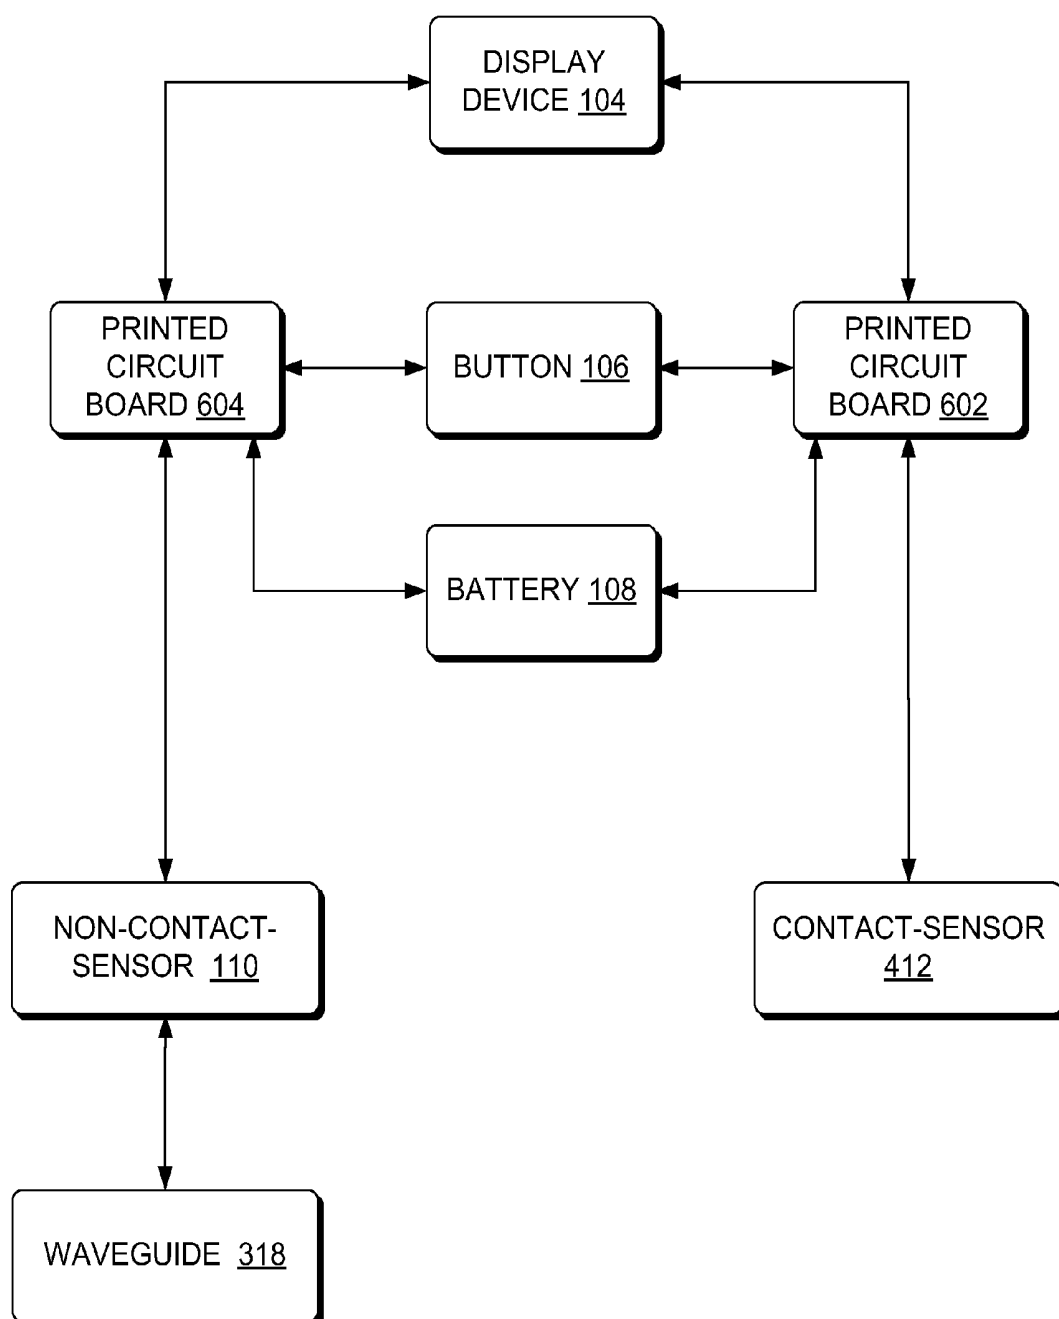 DISPLAY
DEVICE 104
PRINTED
CIRCUIT
BOARD 604
BUTTON 106
PRINTED
CIRCUIT
BOARD 602
BATTERY 108
NON-CONTACT-
SENSOR 110
CONTACT-SENSOR
412
WAVEGUIDE 318